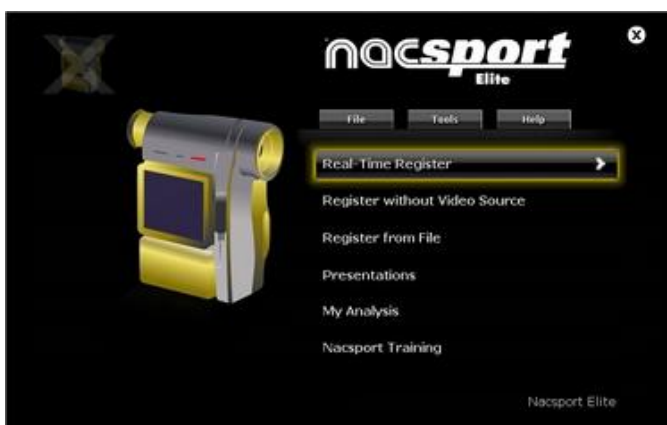 nacsport
Elite
File Tools Help
Real-Time Register
Register without Video Source
Register from File
Presentations
My Analysis
Nacsport Training
Nacsport Elite